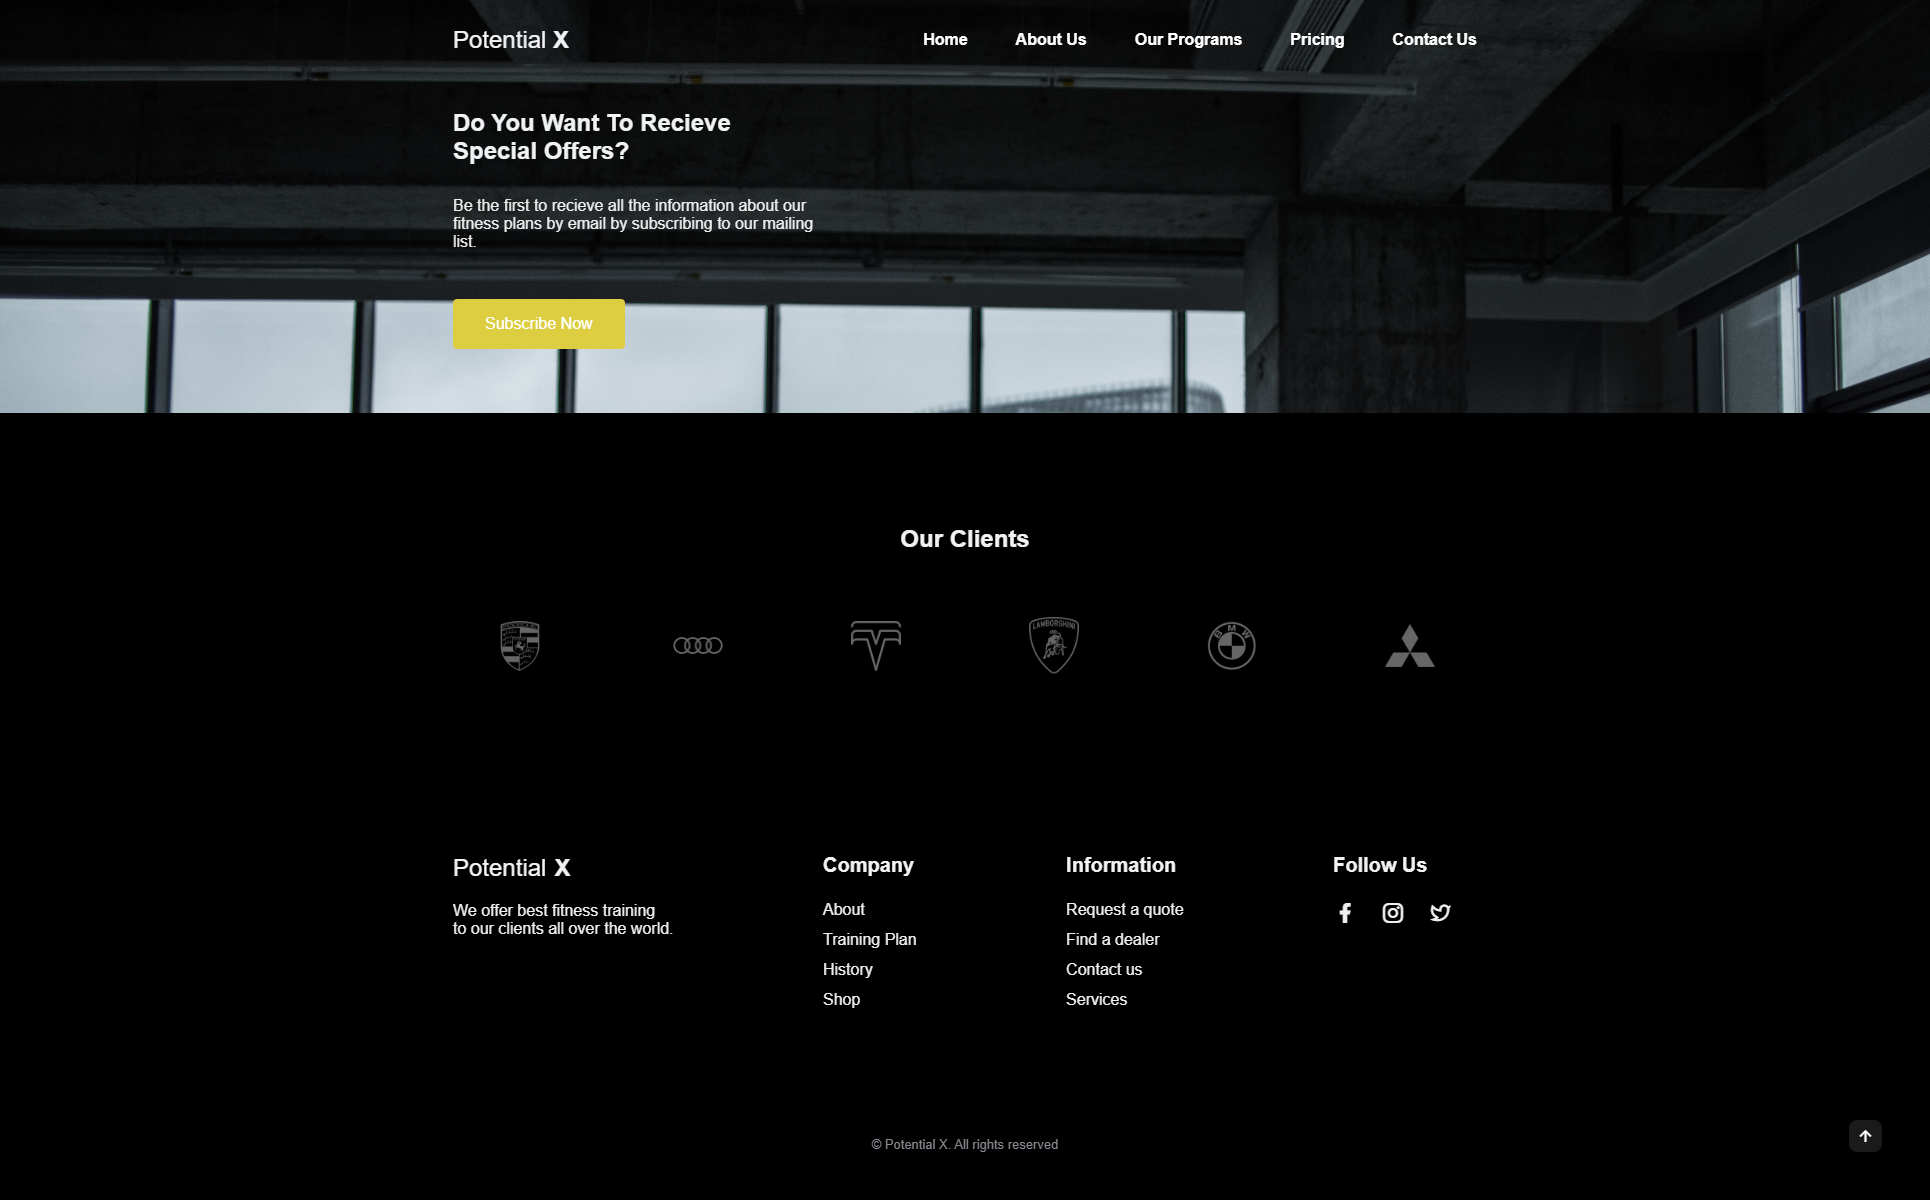 Potential X
Home
About Us
Our Programs
Pricing
Contact Us
Do You Want To Recieve
Special Offers?
Be the first to recieve all the information about our
fitness plans by email by subscribing to our mailing
list.
Subscribe Now
Our Clients
LAMBORGHINI
BMW
Potential X
We offer best fitness training
to our clients all over the world.
Company
About
Training Plan
History
Shop
Information
Request a quote
Find a dealer
Contact us
Services
Follow Us
© Potential X. All rights reserved